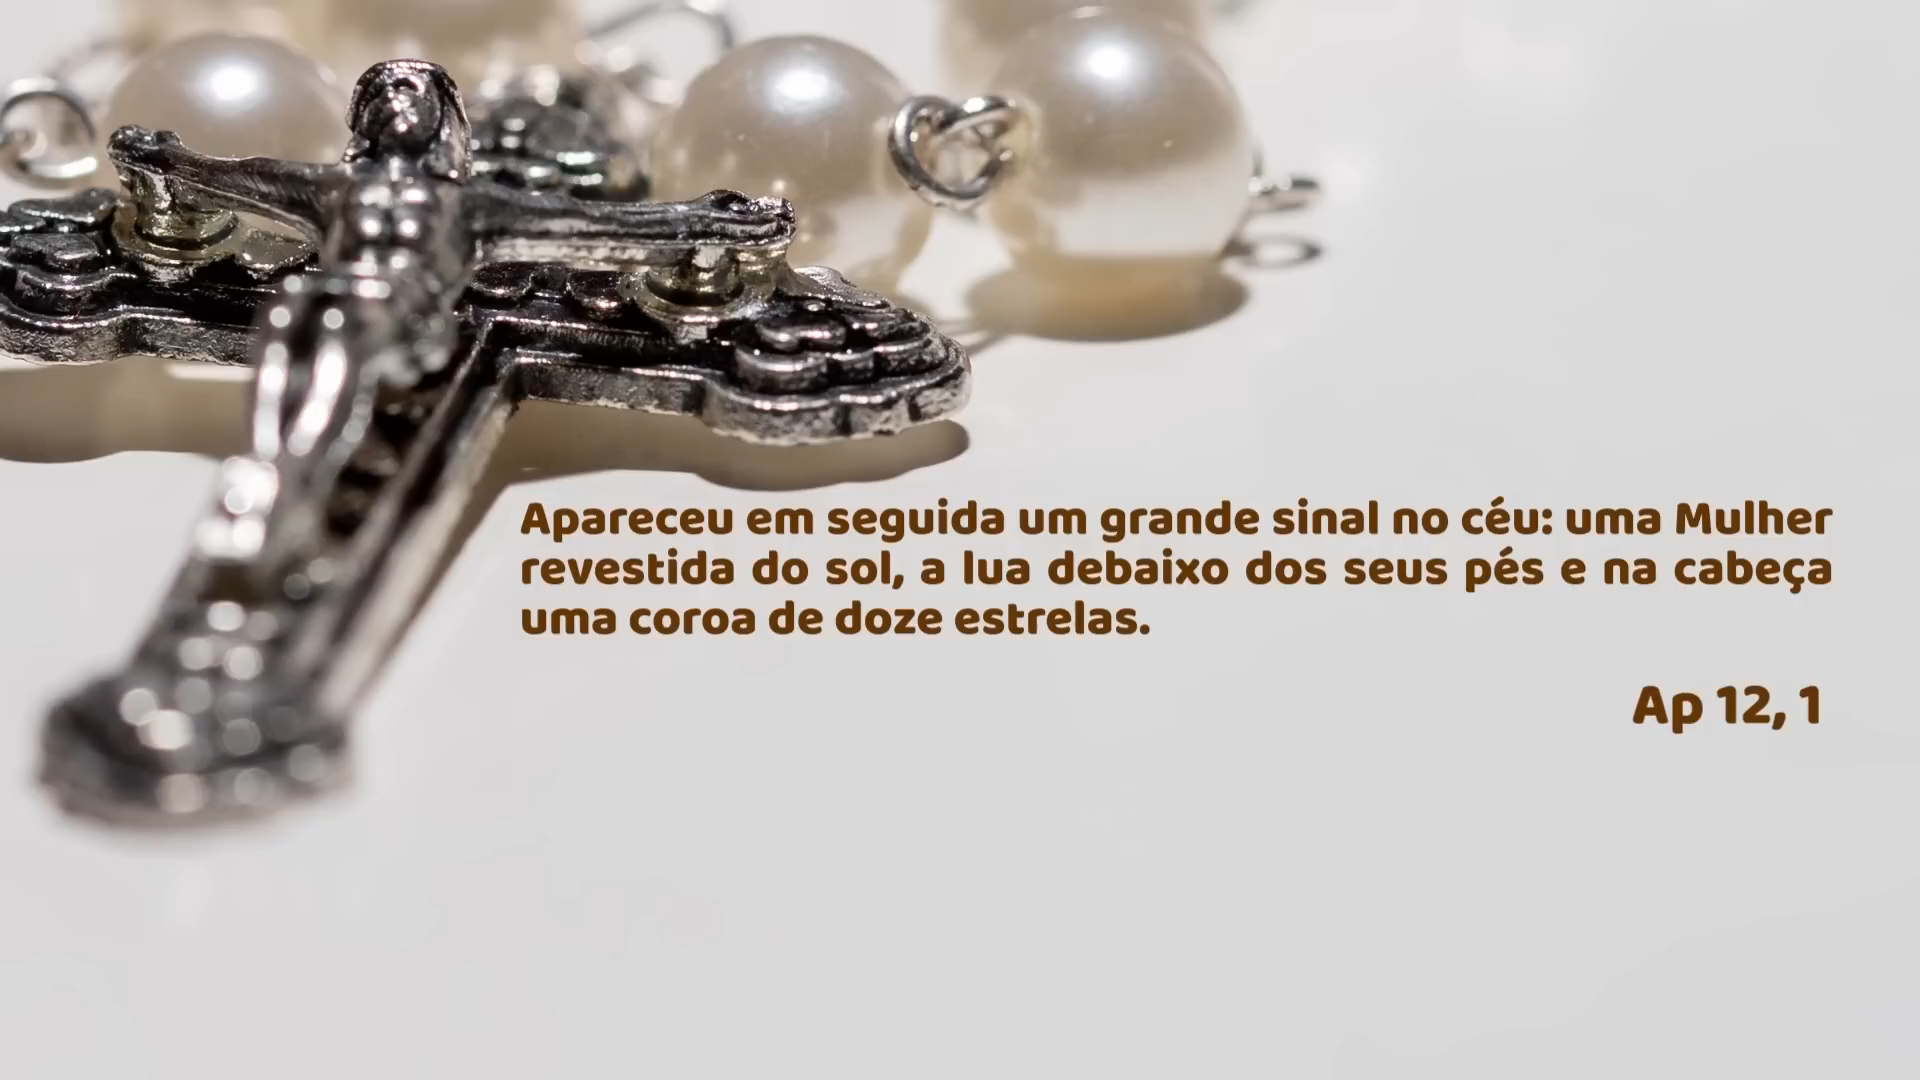 Apareceu em seguida um grande sinal no céu: uma Mulher
revestida do sol, a lua debaixo dos seus pés e na cabeça
uma coroa de doze estrelas.
Ap 12, 1